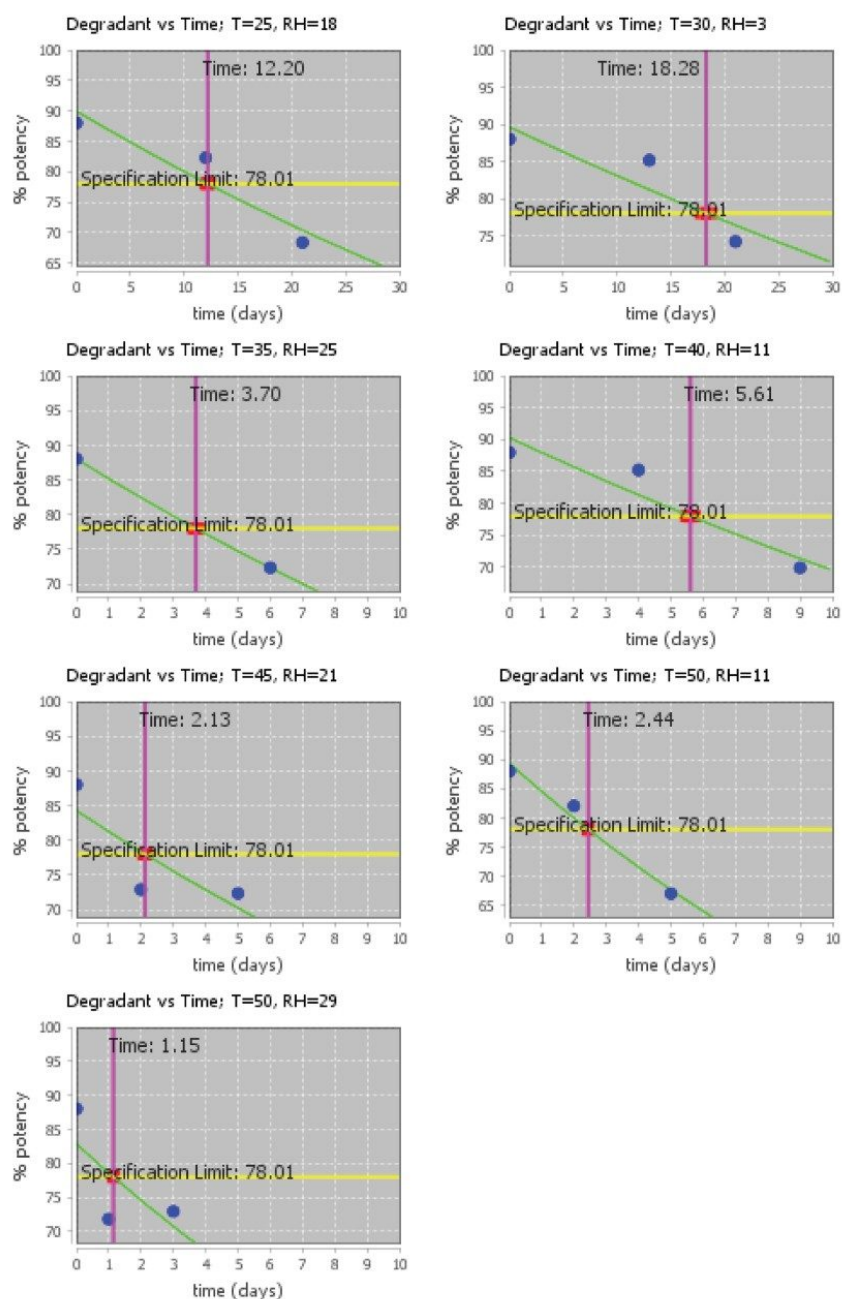 Degradant vs Time; T=25, RH=18
100
95
90
85
80
75
70
65
% potency
Time: 12.20
Specification Limit: 78.01
0 5 10 15 20 25 30
time (days)
Degradant vs Time; T=30, RH=3
100
95
90
85
80
75
% potency
Time: 18.28
Specification Limit: 78.01
0 5 10 15 20 25 30
time (days)
Degradant vs Time; T=35, RH=25
100
95
90
85
80
75
70
% potency
Time: 3.70
Specification Limit: 78.01
0 1 2 3 4 5 6 7 8 9 10
time (days)
Degradant vs Time; T=40, RH=11
100
95
90
85
80
75
70
% potency
Time: 5.61
Specification Limit: 78.01
0 1 2 3 4 5 6 7 8 9 10
time (days)
Degradant vs Time; T=45, RH=21
100
95
90
85
80
75
70
% potency
Time: 2.13
Specification Limit: 78.01
0 1 2 3 4 5 6 7 8 9 10
time (days)
Degradant vs Time; T=50, RH=11
100
95
90
85
80
75
70
65
% potency
Time: 2.44
Specification Limit: 78.01
0 1 2 3 4 5 6 7 8 9 10
time (days)
Degradant vs Time; T=50, RH=29
100
95
90
85
80
75
70
% potency
Time: 1.15
Specification Limit: 78.01
0 1 2 3 4 5 6 7 8 9 10
time (days)